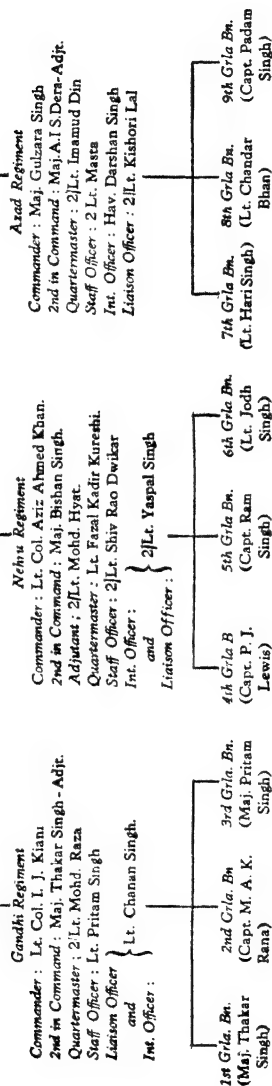 Gandhi Regiment
Commander : Lt. Col. I. J. Kiani
2nd in Command : Maj. Thakar Singh - Adjt.
Quartermaster ; 2/Lt. Mohd. Raza
Staff Officer : Lt. Pritam Singh
Liaison Officer
and
Int. Officer :
} Lt. Chanan Singh.
1st Grla. Bn.
(Maj. Thakar
Singh)
2nd Grla. Bn
(Capt. M. A. K.
Rana)
3rd Grla. Bn.
(Maj. Pritam
Singh)
Nehru Regiment
Commander : Lt. Col. Aziz Ahmed Khan.
2nd in Command : Maj. Bishan Singh.
Adjutant ; 2/Lt. Mohd. Hyat.
Quartermaster : Lt. Fazal Kadir Kureshi.
Staff Officer : 2/Lt. Shiv Rao Dwikar
Int. Officer :
and
Liaison Officer :
} 2/Lt. Yaspal Singh
4th Grla B
(Capt. P. J.
Lewis)
5th Grla Bn.
(Capt. Ram
Singh)
6th Grla Bn.
(Lt. Jodh
Singh)
Azad Regiment
Commander : Maj. Gulzara Singh
2nd in Command : Maj.A.I S.Dera-Adjt.
Quartermaster : 2/Lt. Imamud Din
Staff Officer : 2 Lt. Masta
Int. Officer : Hav. Darshan Singh
Liaison Officer : 2/Lt. Kishori Lal
7th Grla Bn.
(Lt. Hari Singh)
8th Grla Bn.
(Lt. Chandar
Bhan)
9th Grla Bn.
(Capt. Padam
Singh)